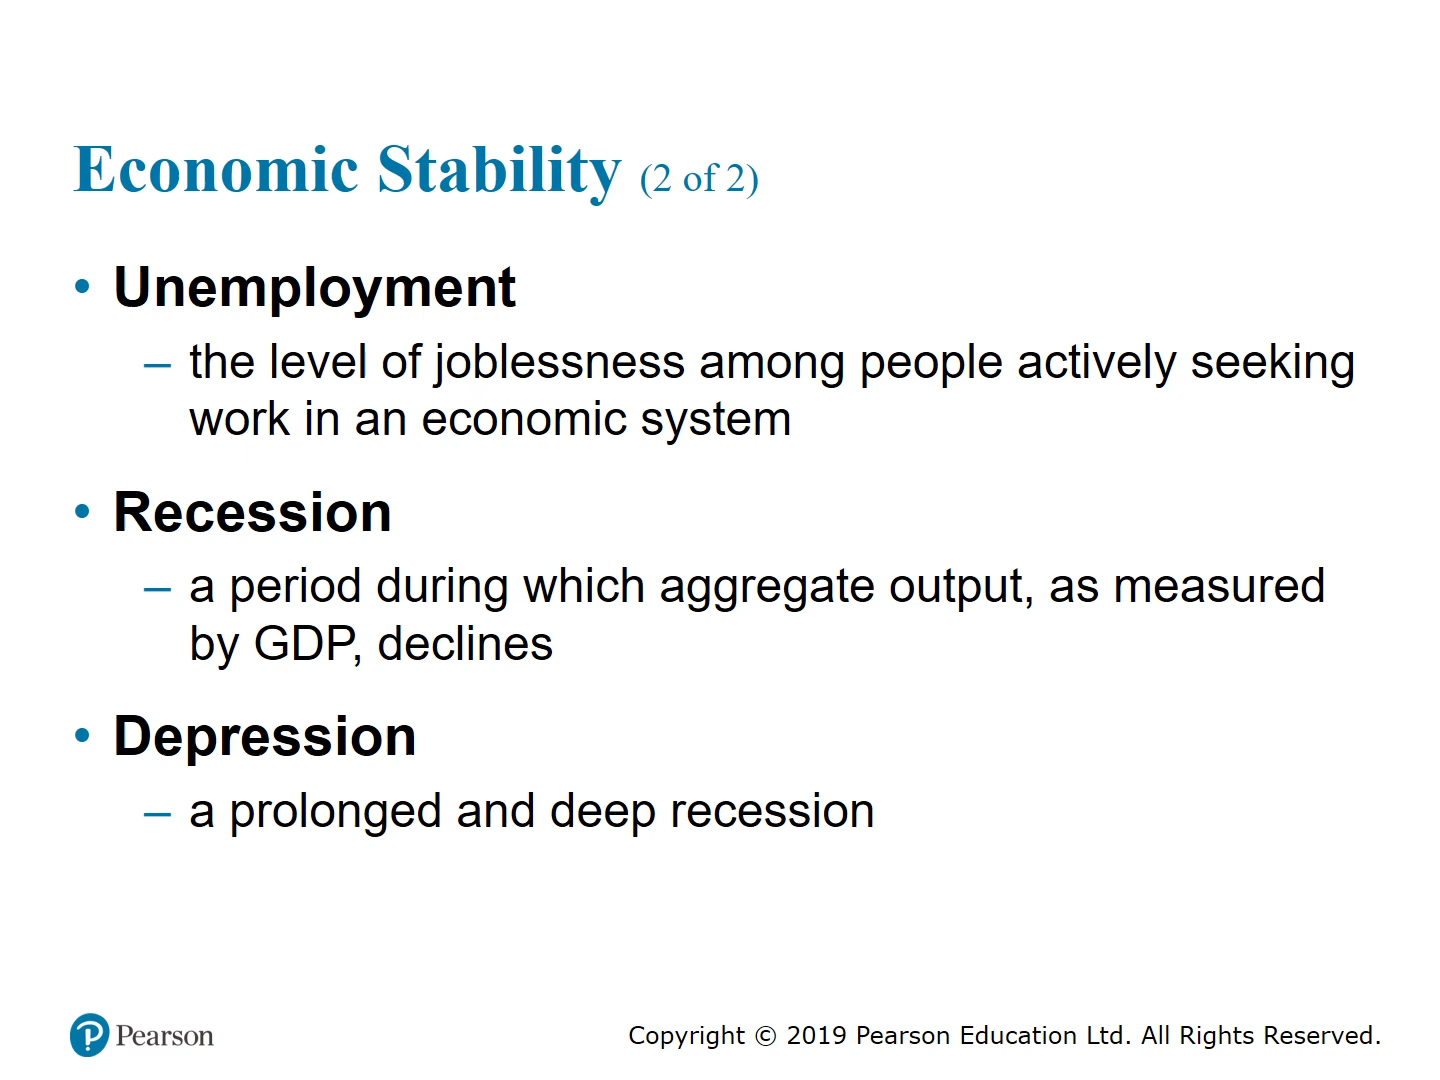 Economic Stability (2 of 2)
• Unemployment
– the level of joblessness among people actively seeking
work in an economic system
• Recession
– a period during which aggregate output, as measured
by GDP, declines
• Depression
– a prolonged and deep recession
Pearson
Copyright © 2019 Pearson Education Ltd. All Rights Reserved.